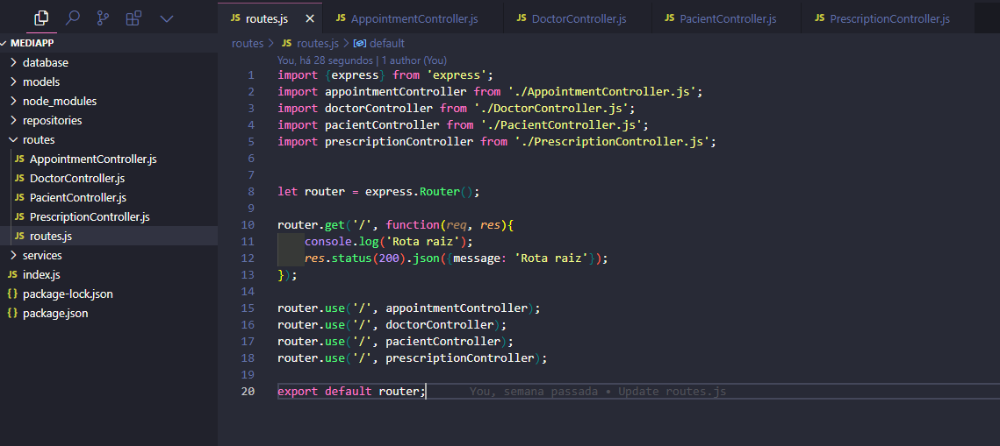 JS routes.js ×
JS AppointmentController.js
JS DoctorController.js
JS PacientController.js
JS PrescriptionController.js
MEDIAPP
database
models
node_modules
repositories
routes
JS AppointmentController.js
JS DoctorController.js
JS PacientController.js
JS PrescriptionController.js
JS routes.js
services
JS index.js
{} package-lock.json
{} package.json
routes > JS routes.js > default
You, há 28 segundos | 1 author (You)
1 import {express} from 'express';
2 import appointmentController from './AppointmentController.js';
3 import doctorController from './DoctorController.js';
4 import pacientController from './PacientController.js';
5 import prescriptionController from './PrescriptionController.js';
6
7
8 let router = express.Router();
9
10 router.get('/', function(req, res){
11 console.log('Rota raiz');
12 res.status(200).json({message: 'Rota raiz'});
13 });
14
15 router.use('/', appointmentController);
16 router.use('/', doctorController);
17 router.use('/', pacientController);
18 router.use('/', prescriptionController);
19
20 export default router; You, semana passada • Update routes.js